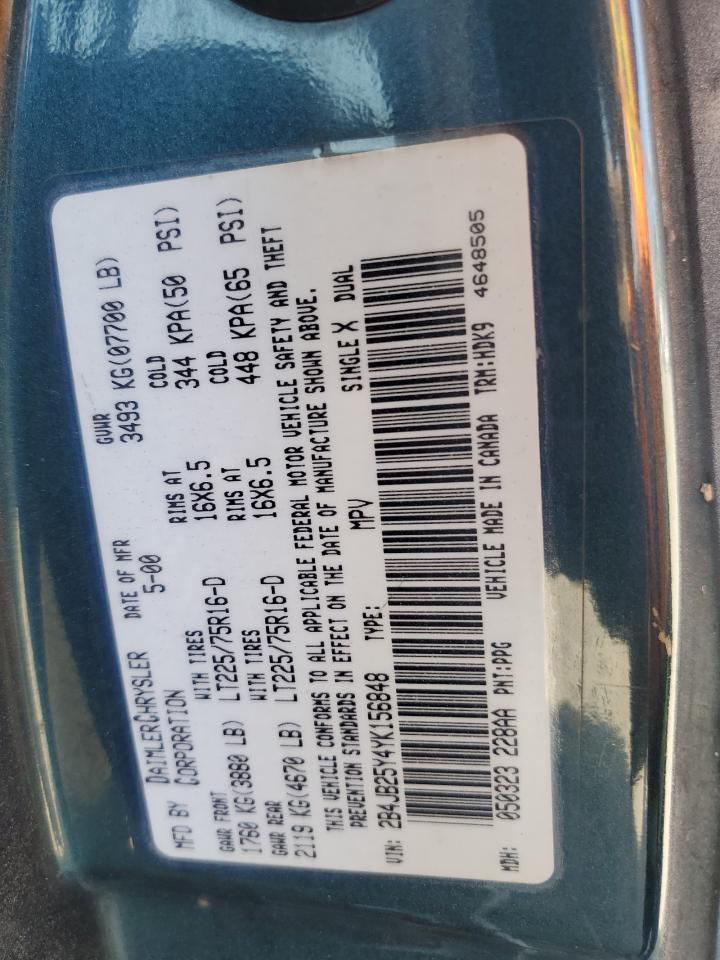 MFD BY DAIMLERCHRYSLER DATE OF MFR GVWR
CORPORATION 5-00 3493 KG(07700 LB)
GAWR FRONT WITH TIRES RIMS AT COLD
1760 KG(3880 LB) LT225/75R16-D 16X6.5 344 KPA(50 PSI)
GAWR REAR WITH TIRES RIMS AT COLD
2119 KG(4670 LB) LT225/75R16-D 16X6.5 448 KPA(65 PSI)
THIS VEHICLE CONFORMS TO ALL APPLICABLE FEDERAL MOTOR VEHICLE SAFETY AND THEFT
PREVENTION STANDARDS IN EFFECT ON THE DATE OF MANUFACTURE SHOWN ABOVE.
VIN: 2B4JB25Y4YK156848 TYPE: MPV SINGLE X DUAL
MDH: 050323 228AA PNT:PPG VEHICLE MADE IN CANADA TRM:HDK9 4648505